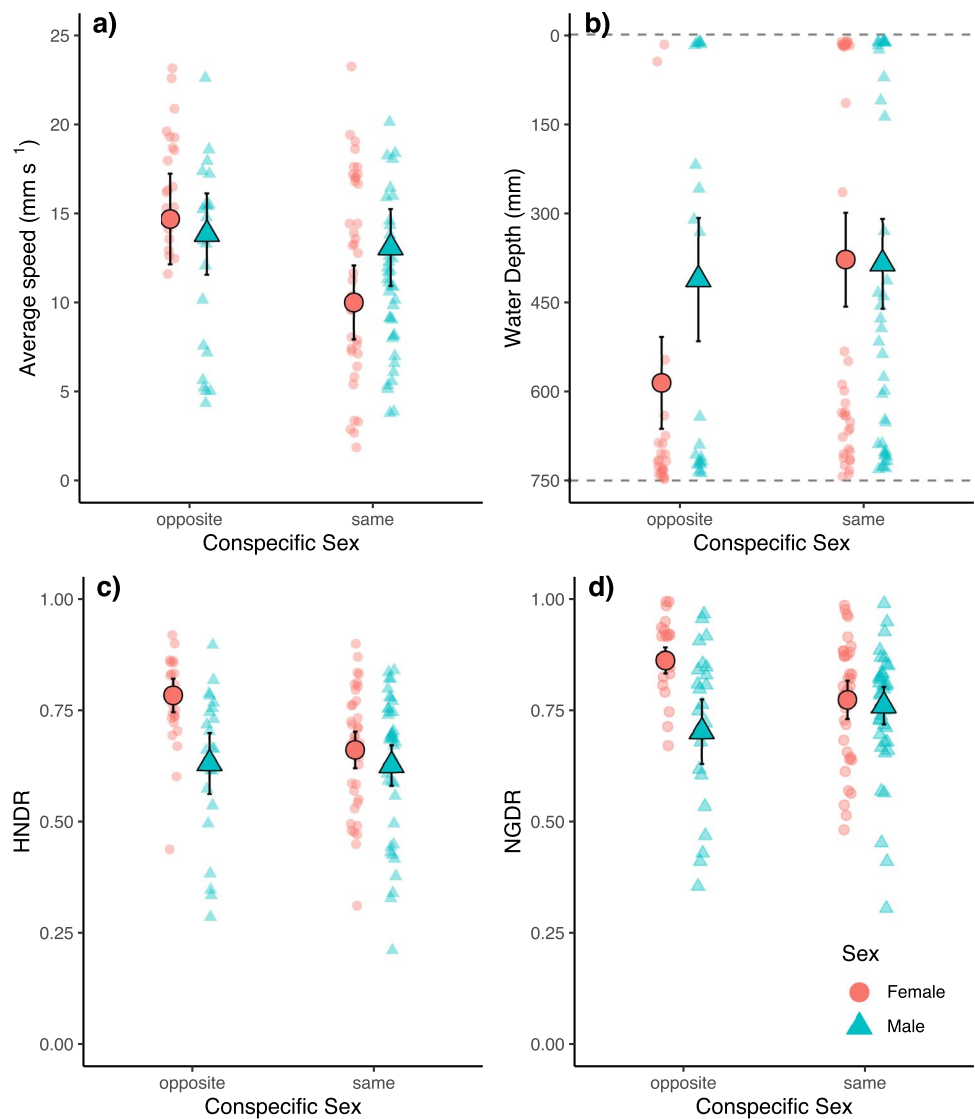 a)
25
20
15
10
5
0
Average speed (mm s 1)
opposite
same
Conspecific Sex
b)
0
150
300
450
600
750
Water Depth (mm)
opposite
same
Conspecific Sex
c)
1.00
0.75
0.50
0.25
0.00
HNDR
opposite
same
Conspecific Sex
d)
1.00
0.75
0.50
0.25
0.00
NGDR
Sex
Female
Male
opposite
same
Conspecific Sex